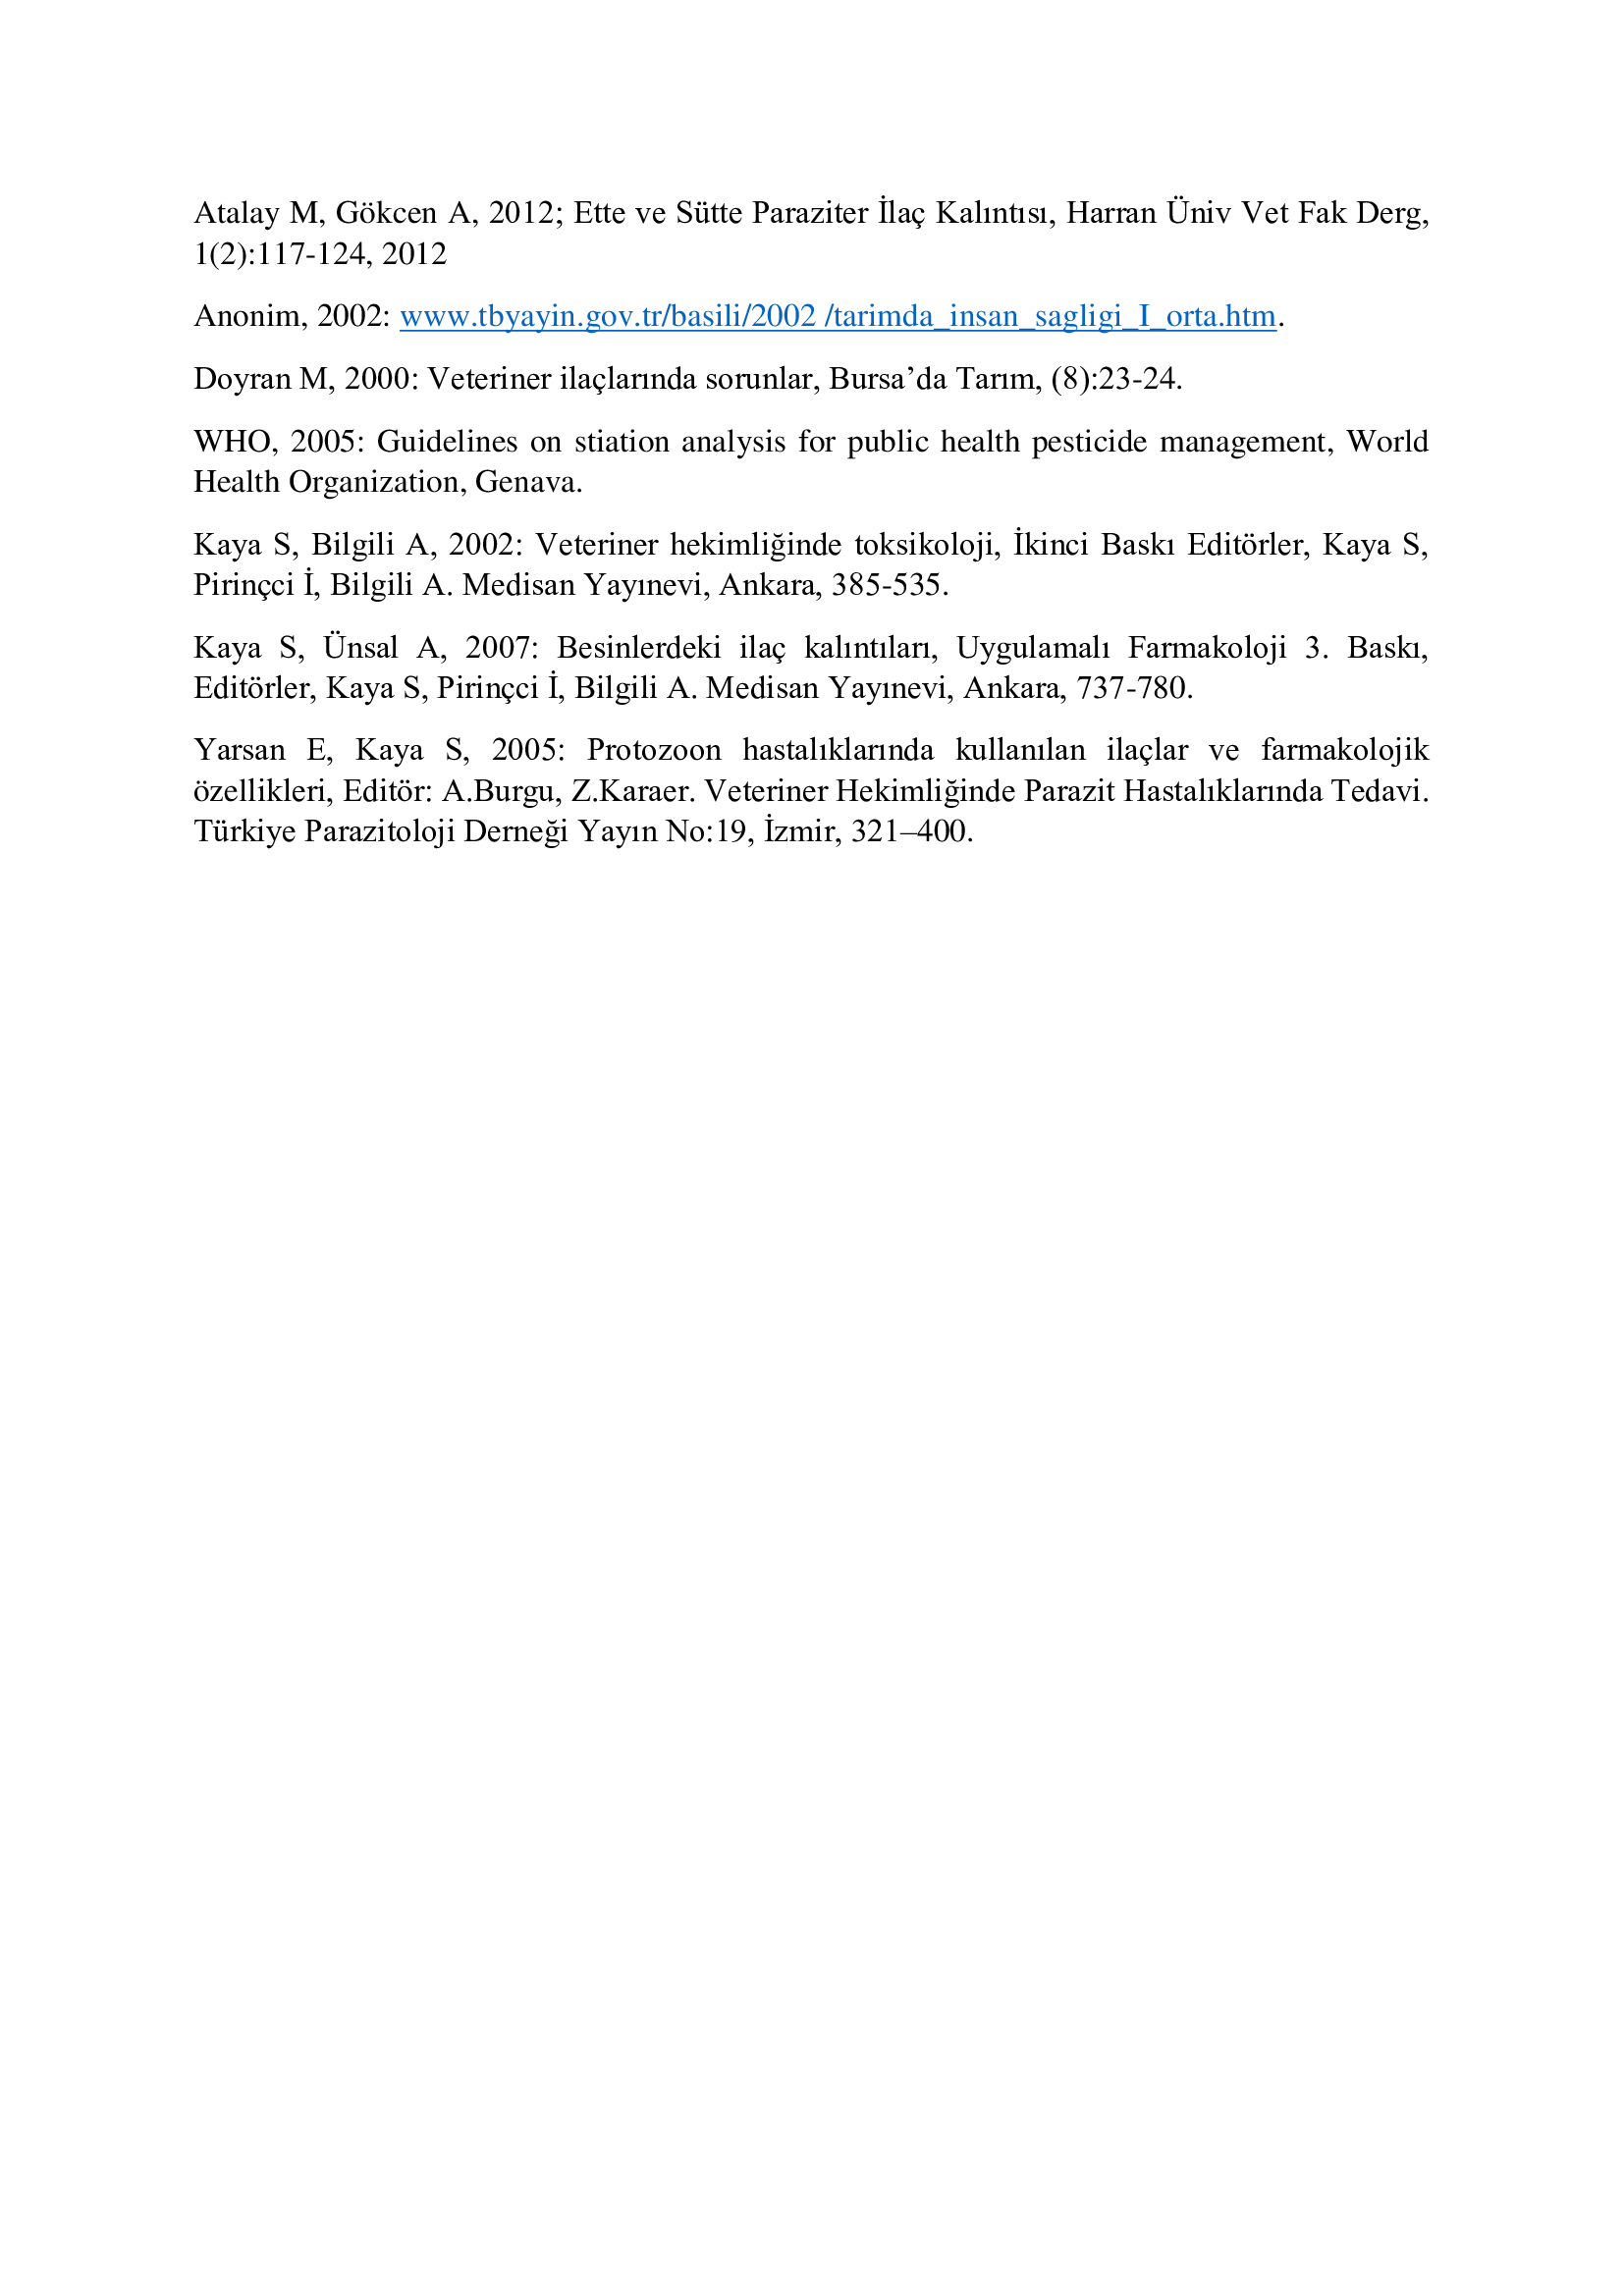 Atalay M, Gökcen A, 2012; Ette ve Sütte Paraziter İlaç Kalıntısı, Harran Üniv Vet Fak Derg,
1(2):117-124, 2012
Anonim, 2002: www.tbyayin.gov.tr/basili/2002 /tarimda_insan_sagligi_I_orta.htm.
Doyran M, 2000: Veteriner ilaçlarında sorunlar, Bursa’da Tarım, (8):23-24.
WHO, 2005: Guidelines on stiation analysis for public health pesticide management, World
Health Organization, Genava.
Kaya S, Bilgili A, 2002: Veteriner hekimliğinde toksikoloji, İkinci Baskı Editörler, Kaya S,
Pirinçci İ, Bilgili A. Medisan Yayınevi, Ankara, 385-535.
Kaya S, Ünsal A, 2007: Besinlerdeki ilaç kalıntıları, Uygulamalı Farmakoloji 3. Baskı,
Editörler, Kaya S, Pirinçci İ, Bilgili A. Medisan Yayınevi, Ankara, 737-780.
Yarsan E, Kaya S, 2005: Protozoon hastalıklarında kullanılan ilaçlar ve farmakolojik
özellikleri, Editör: A.Burgu, Z.Karaer. Veteriner Hekimliğinde Parazit Hastalıklarında Tedavi.
Türkiye Parazitoloji Derneği Yayın No:19, İzmir, 321–400.